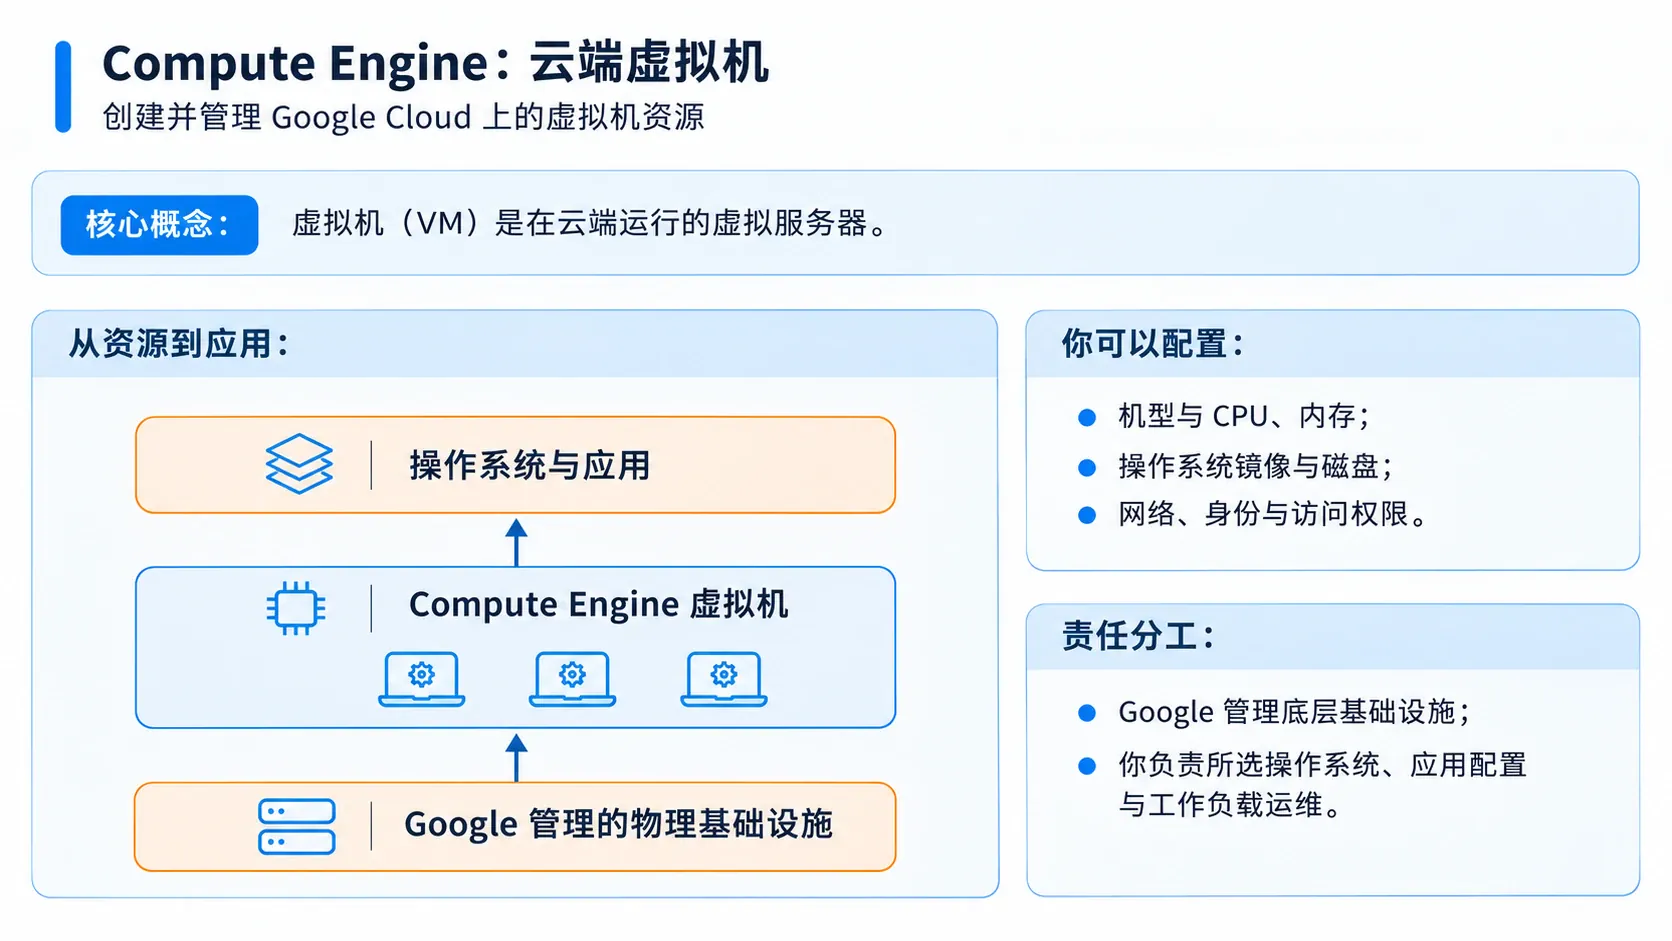 Compute Engine：云端虚拟机
创建并管理 Google Cloud 上的虚拟机资源
核心概念：
虚拟机（VM）是在云端运行的虚拟服务器。
从资源到应用：
操作系统与应用
Compute Engine 虚拟机
Google 管理的物理基础设施
你可以配置：
机型与 CPU、内存；
操作系统镜像与磁盘；
网络、身份与访问权限。
责任分工：
Google 管理底层基础设施；
你负责所选操作系统、应用配置
与工作负载运维。